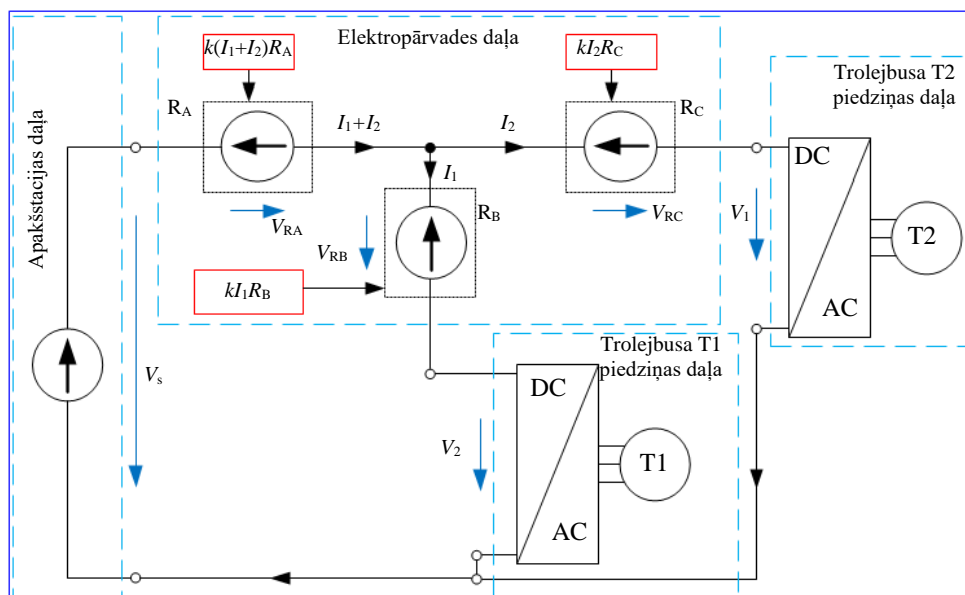 Apakšstacijas daļa
Elektropārvades daļa
k(I1+I2)RA
kI2RC
Trolejbusa T2
piedziņas daļa
RA
I1+I2
I2
RC
DC
I1
VRA
VRB
RB
VRC
V1
T2
kI1RB
AC
Trolejbusa T1
piedziņas daļa
Vs
DC
V2
T1
AC